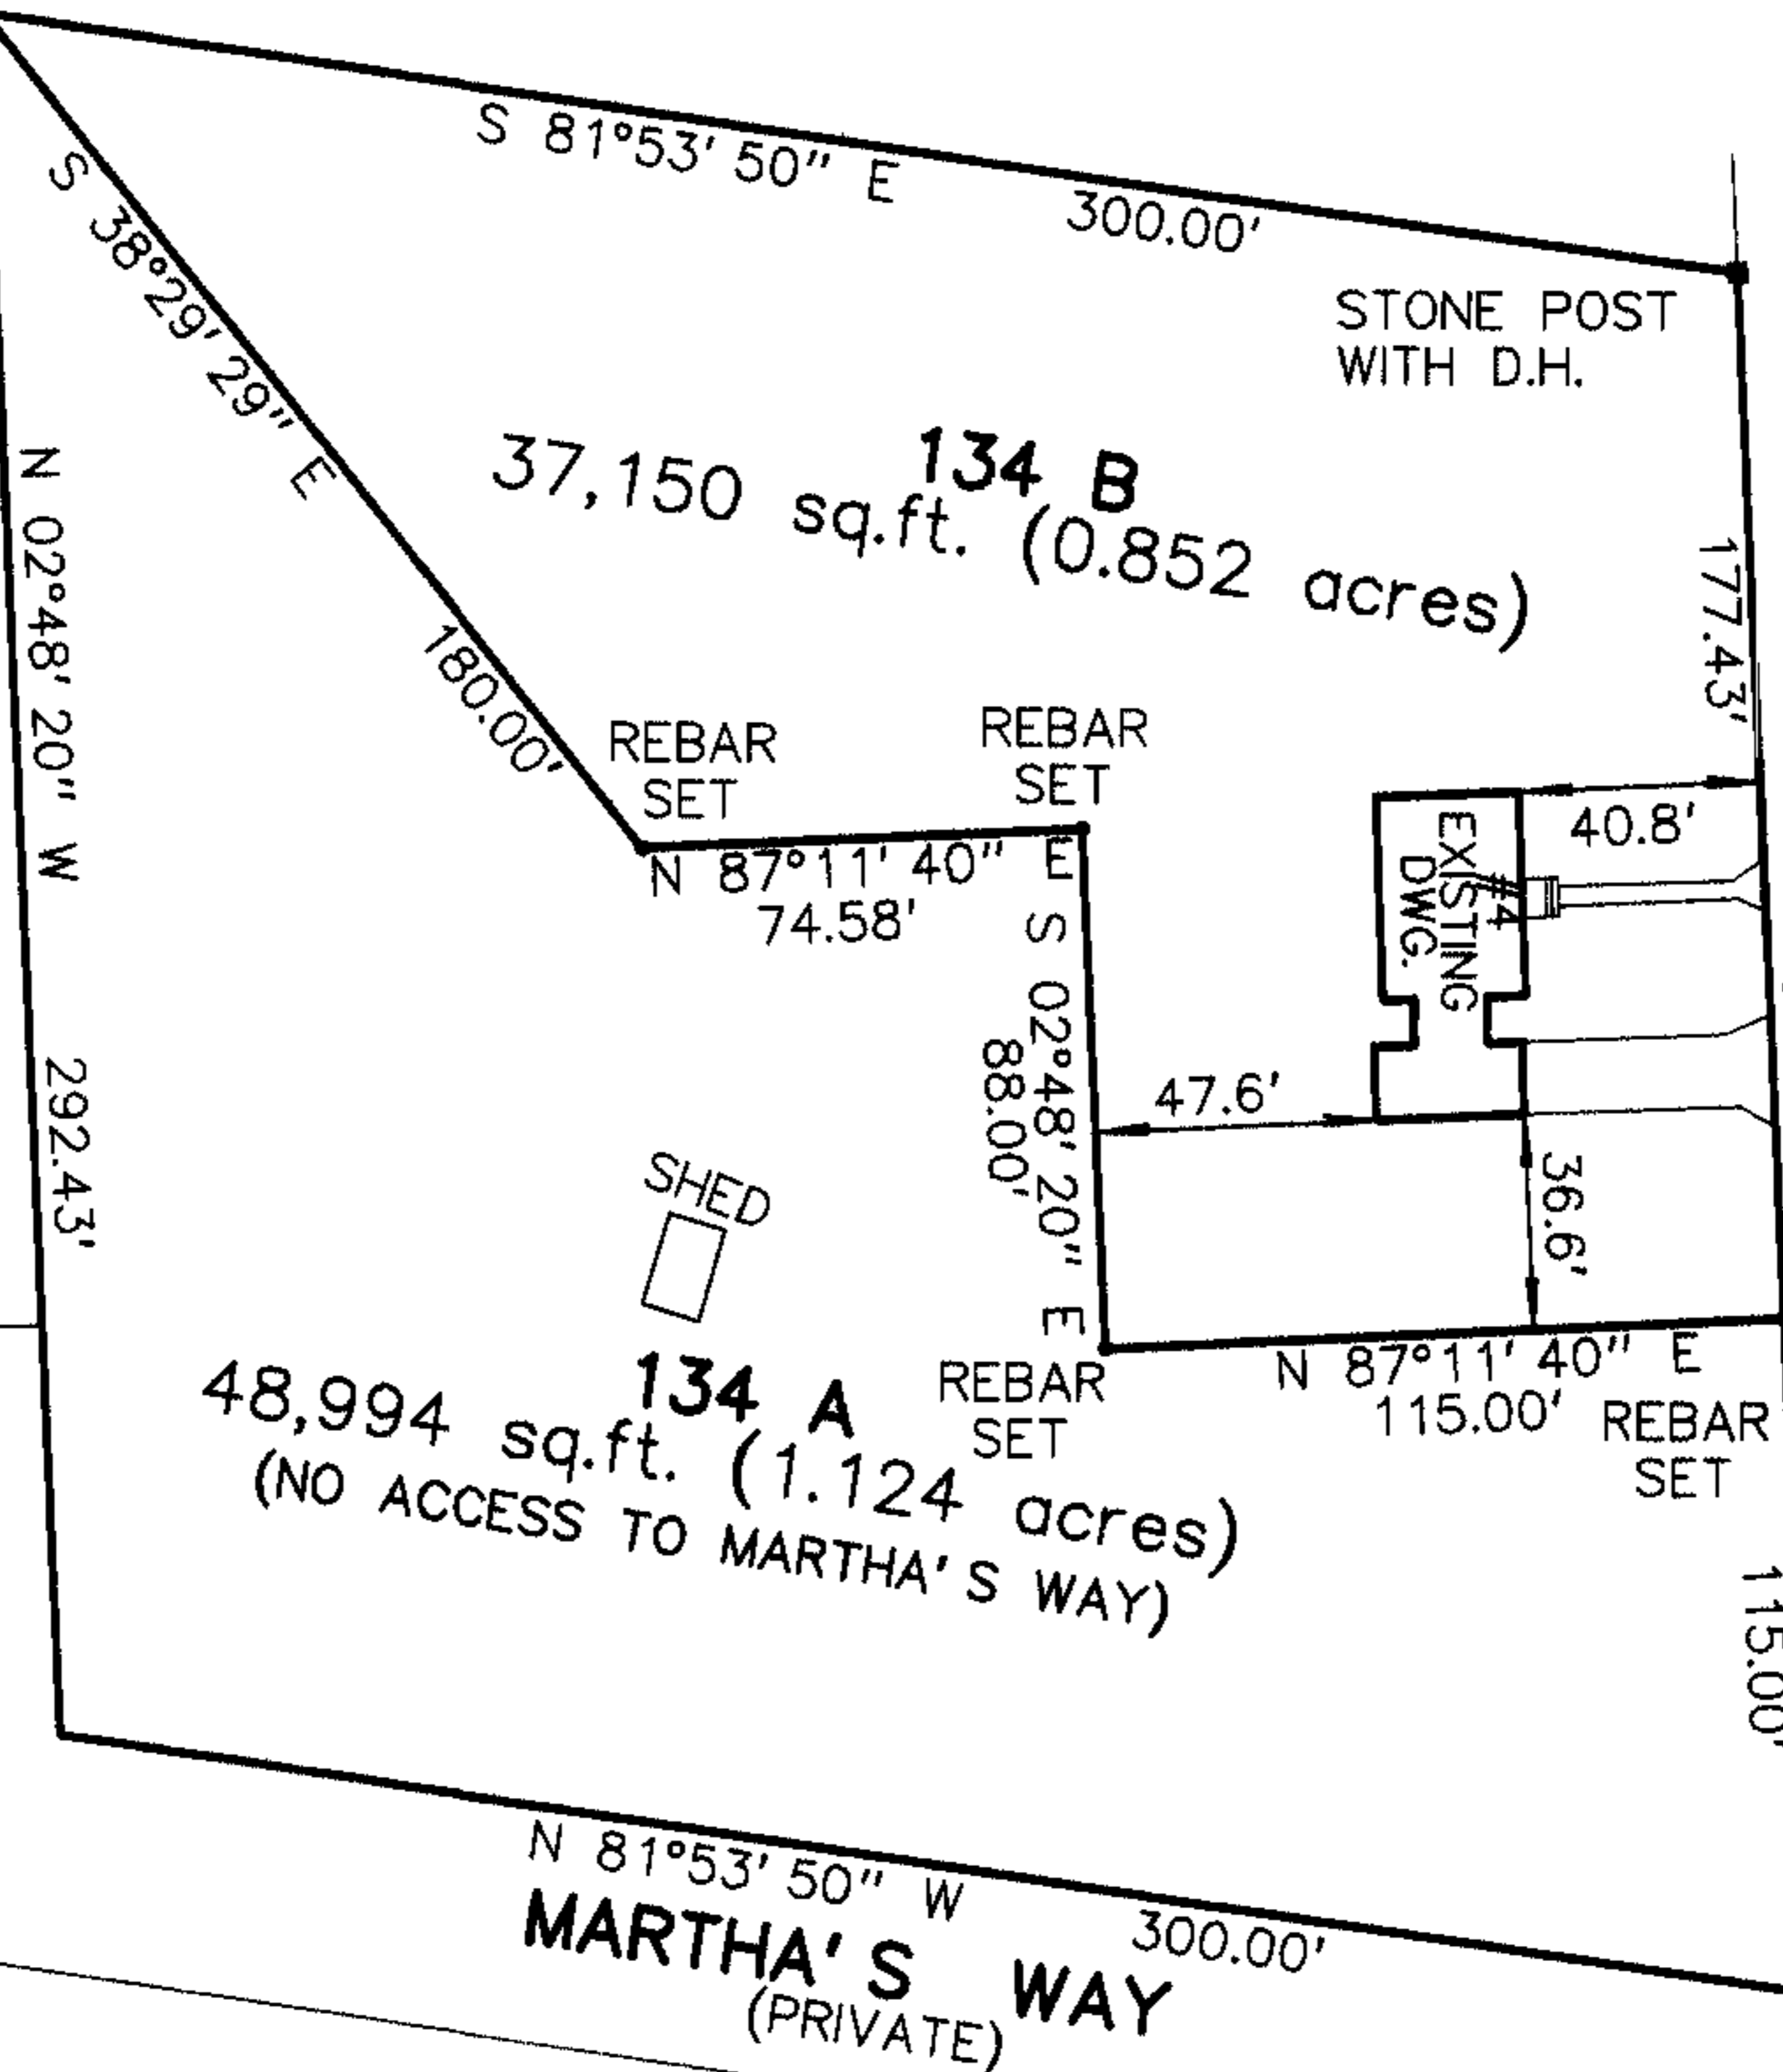 S 81°53'50" E
300.00'
S 38°29'29" E
180.00'
STONE POST
WITH D.H.
134 B
37,150 sq.ft. (0.852 acres)
N 02°48'20" W
292.43'
177.43'
REBAR
SET
REBAR
SET
N 87°11'40" E
74.58'
40.8'
#4
EXISTING
DWG.
S 02°48'20" E
88.00'
47.6'
36.6'
SHED
N 87°11'40" E
115.00'
REBAR
SET
REBAR
SET
134 A
48,994 sq.ft. (1.124 acres)
(NO ACCESS TO MARTHA'S WAY)
115.00'
N 81°53'50" W
300.00'
MARTHA'S WAY
(PRIVATE)